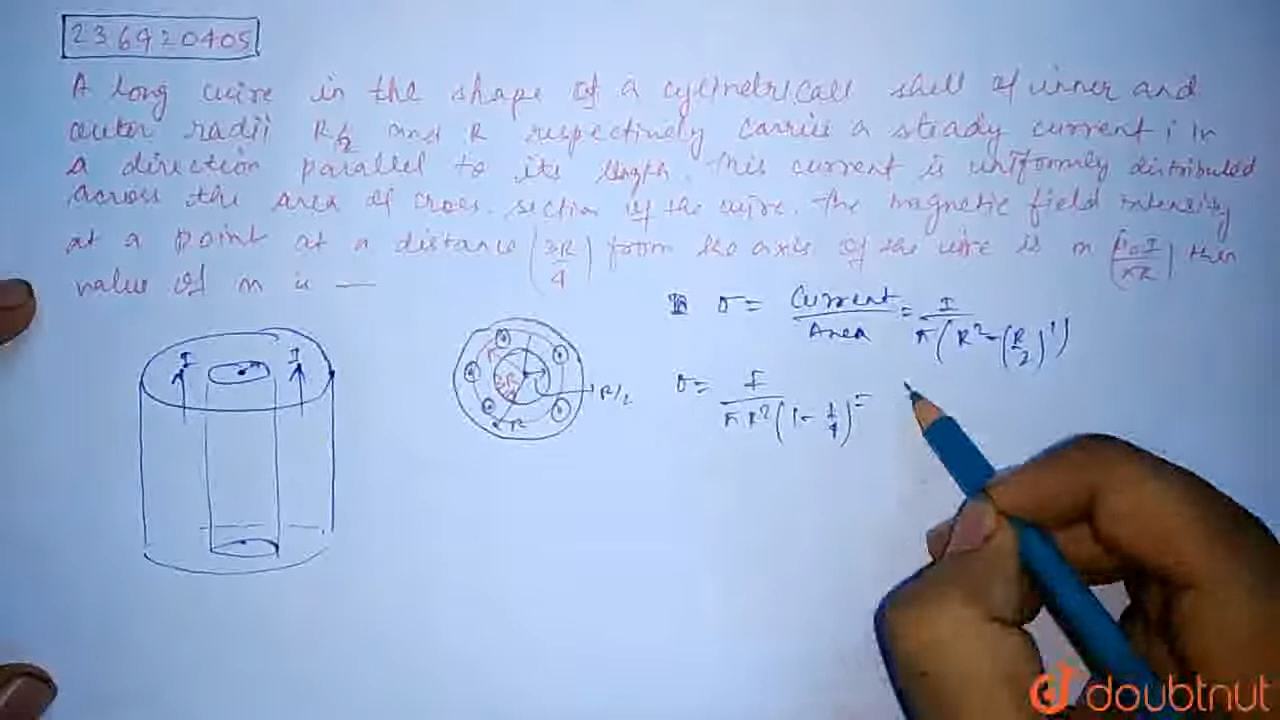 236920405
A long wire in the shape of a cylinetricall shell of inner and
outer radii R/2 and R respectively carries a steady current i in
a direction parallel to its length. This current is uniformly distributed
across the area of cross. section of the wire. The magnetic field intensity
at a point at a distance (3R/4) from the axis of the wire is m (μ0I/πR) then
value of m is —
σ = Current/Area = I/π(R²-(R/2)²)
I I
R/2
R
σ = I/πR²(1-1/4) =
doubtnut